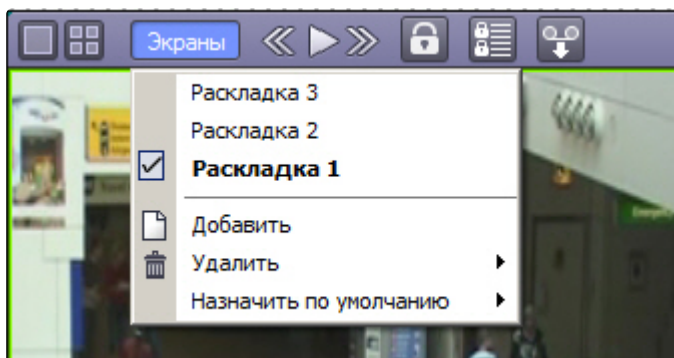 Экраны
Раскладка 3
Раскладка 2
Раскладка 1
Добавить
Удалить
Назначить по умолчанию